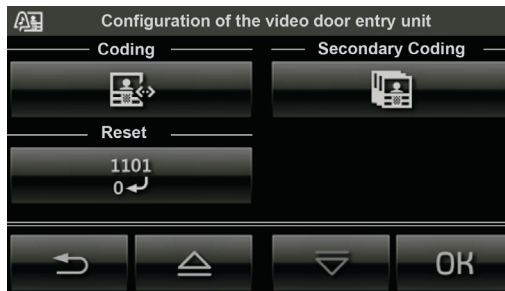 Configuration of the video door entry unit
Coding
Secondary Coding
Reset
1101
0
OK